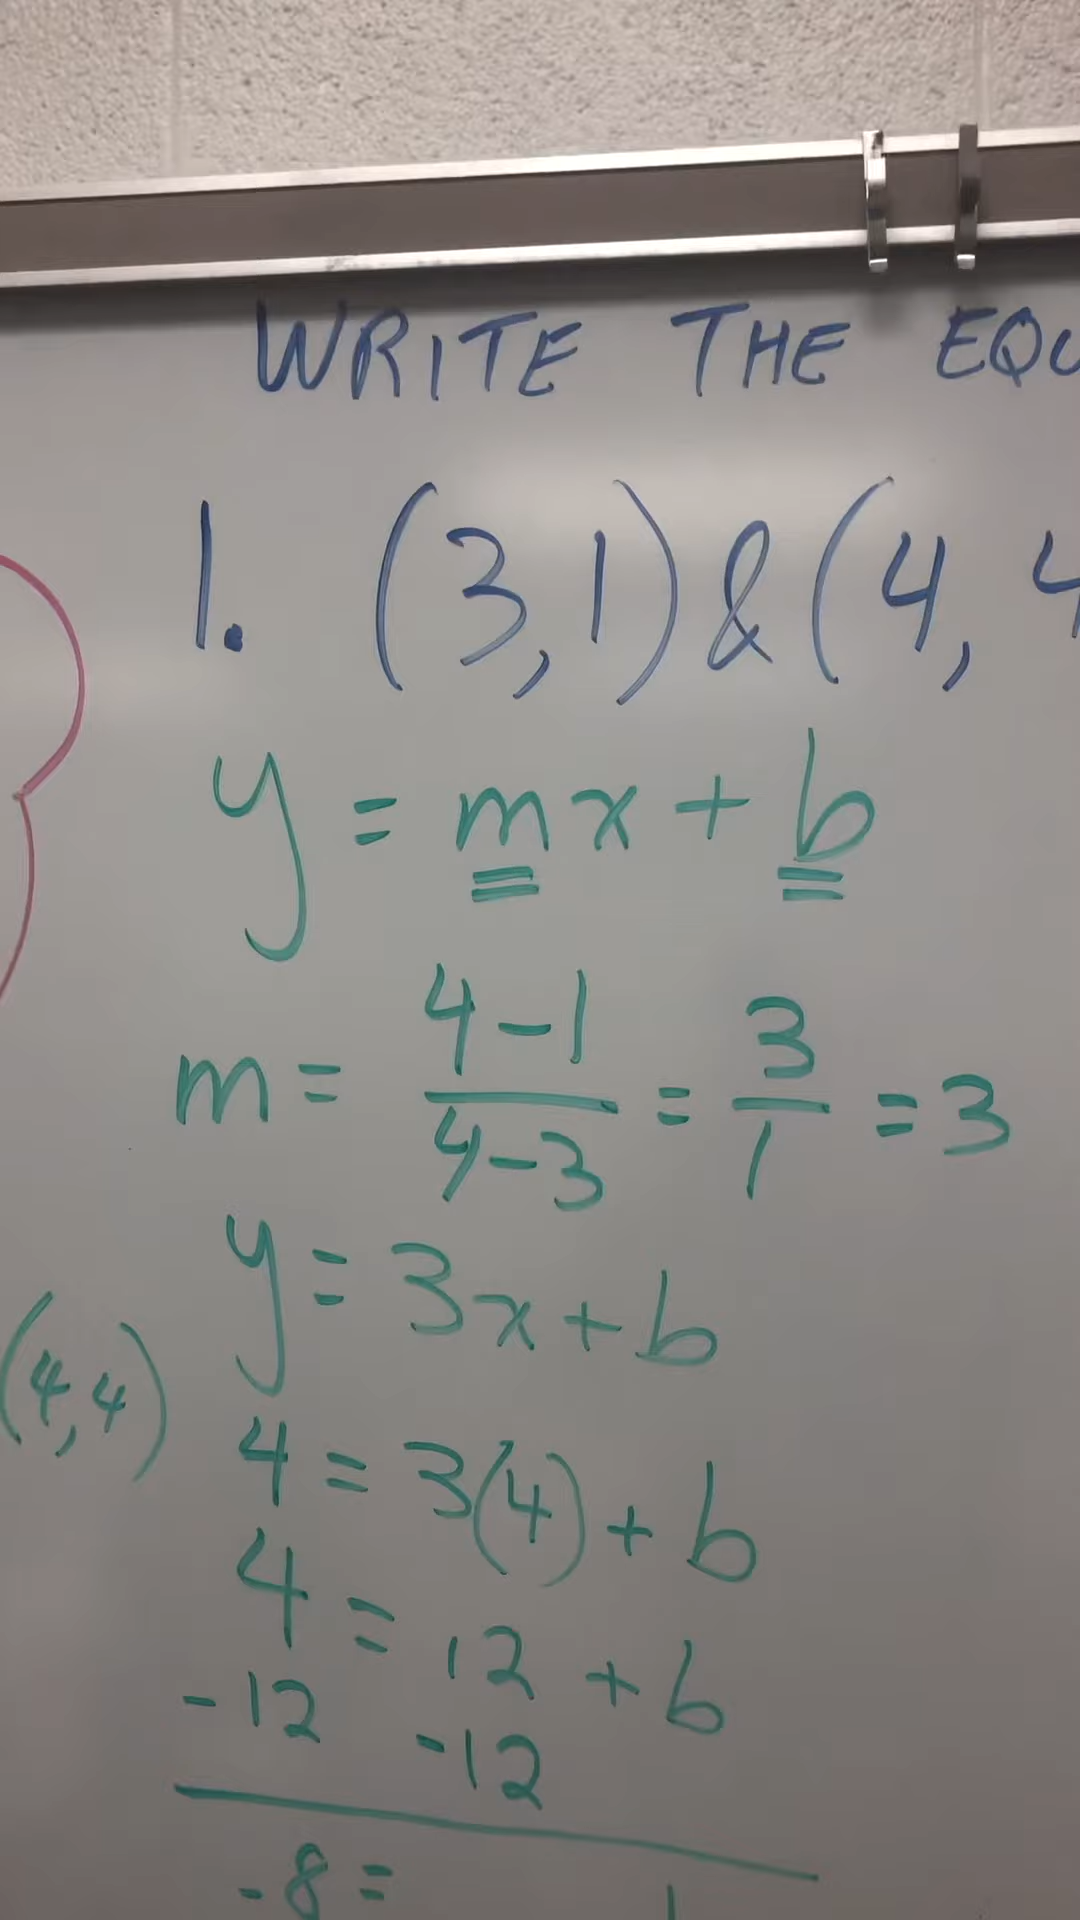 WRITE THE EQU
1. (3,1) & (4, 4
y = mx + b
m = 4-1/4-3 = 3/1 = 3
y = 3x + b
(4,4)
4 = 3(4) + b
4 = 12 + b
-12 -12
-8 =